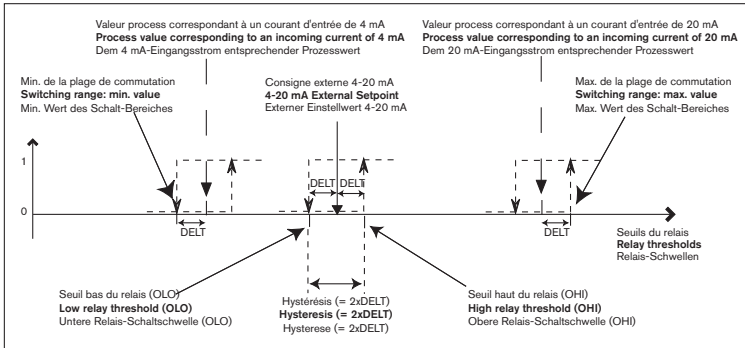 Valeur process correspondant à un courant d'entrée de 4 mA
Process value corresponding to an incoming current of 4 mA
Dem 4 mA-Eingangsstrom entsprechender Prozesswert
Valeur process correspondant à un courant d'entrée de 20 mA
Process value corresponding to an incoming current of 20 mA
Dem 20 mA-Eingangsstrom entsprechender Prozesswert
Min. de la plage de commutation
Switching range: min. value
Min. Wert des Schalt-Bereiches
Consigne externe 4-20 mA
4-20 mA External Setpoint
Externer Einstellwert 4-20 mA
Max. de la plage de commutation
Switching range: max. value
Max. Wert des Schalt-Bereiches
1
DELT
DELT
0
DELT
DELT
Seuils du relais
Relay thresholds
Relais-Schwellen
Seuil bas du relais (OLO)
Low relay threshold (OLO)
Untere Relais-Schaltschwelle (OLO)
Hystérésis (= 2xDELT)
Hysteresis (= 2xDELT)
Hysterese (= 2xDELT)
Seuil haut du relais (OHI)
High relay threshold (OHI)
Obere Relais-Schaltschwelle (OHI)